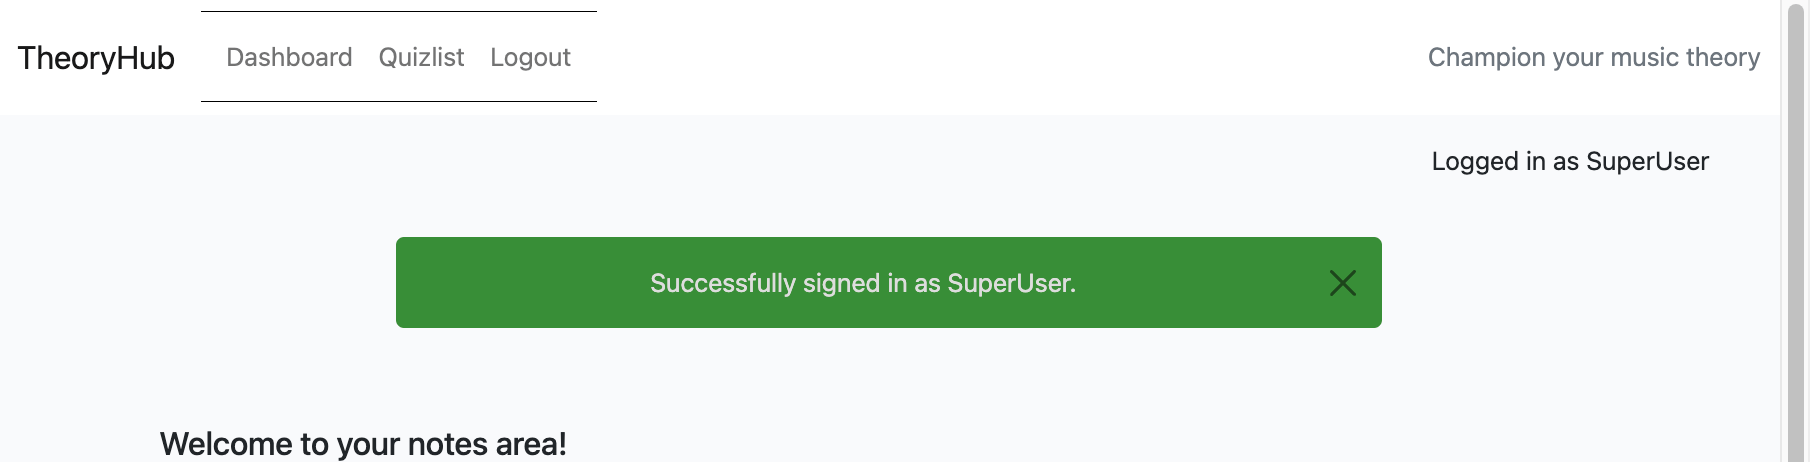 TheoryHub Dashboard Quizlist Logout Champion your music theory
Logged in as SuperUser
Successfully signed in as SuperUser.
Welcome to your notes area!